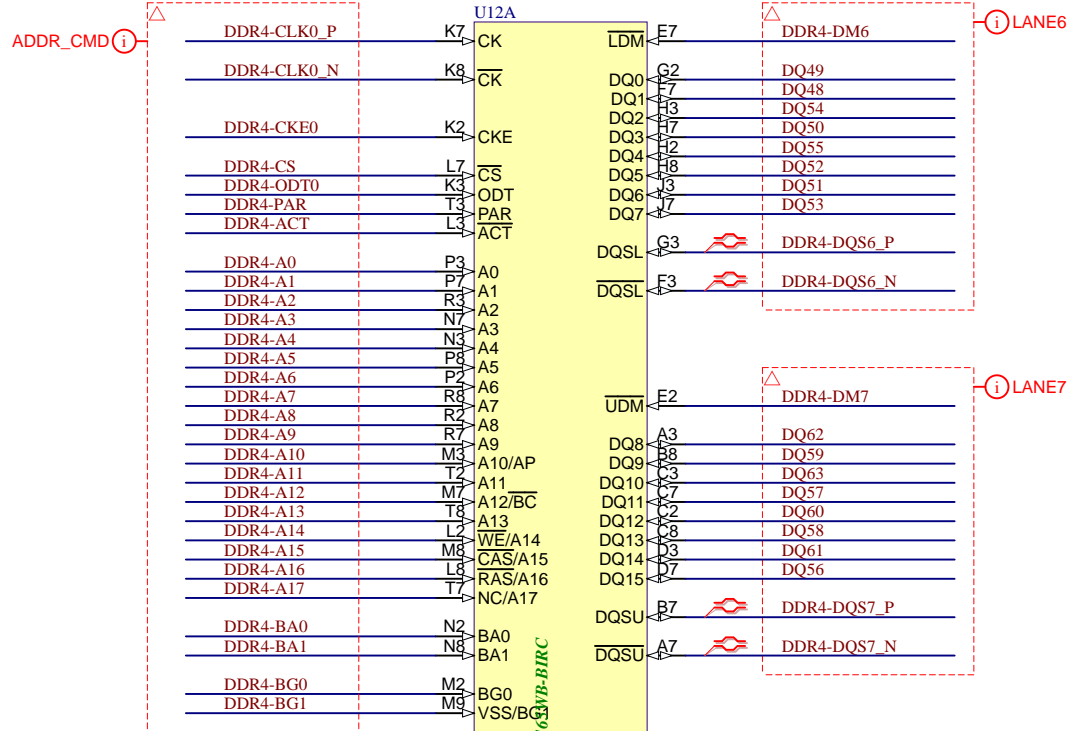 U12A
ADDR_CMD i
DDR4-CLK0_P K7 CK
DDR4-CLK0_N K8 CK
DDR4-CKE0 K2 CKE
DDR4-CS L7 CS
DDR4-ODT0 K3 ODT
DDR4-PAR T3 PAR
DDR4-ACT L3 ACT
DDR4-A0 P3 A0
DDR4-A1 P7 A1
DDR4-A2 R3 A2
DDR4-A3 N7 A3
DDR4-A4 N3 A4
DDR4-A5 P8 A5
DDR4-A6 P2 A6
DDR4-A7 R8 A7
DDR4-A8 R2 A8
DDR4-A9 R7 A9
DDR4-A10 M3 A10/AP
DDR4-A11 T2 A11
DDR4-A12 M7 A12/BC
DDR4-A13 T8 A13
DDR4-A14 L2 WE/A14
DDR4-A15 M8 CAS/A15
DDR4-A16 L8 RAS/A16
DDR4-A17 T7 NC/A17
DDR4-BA0 N2 BA0
DDR4-BA1 N8 BA1
DDR4-BG0 M2 BG0
DDR4-BG1 M9 VSS/BG1
i LANE6
LDM E7 DDR4-DM6
DQ0 G2 DQ49
DQ1 F7 DQ48
DQ2 H3 DQ54
DQ3 H7 DQ50
DQ4 H2 DQ55
DQ5 H8 DQ52
DQ6 J3 DQ51
DQ7 J7 DQ53
DQSL G3 DDR4-DQS6_P
DQSL F3 DDR4-DQS6_N
i LANE7
UDM E2 DDR4-DM7
DQ8 A3 DQ62
DQ9 B8 DQ59
DQ10 C3 DQ63
DQ11 C7 DQ57
DQ12 C2 DQ60
DQ13 C8 DQ58
DQ14 D3 DQ61
DQ15 D7 DQ56
DQSU B7 DDR4-DQS7_P
DQSU A7 DDR4-DQS7_N